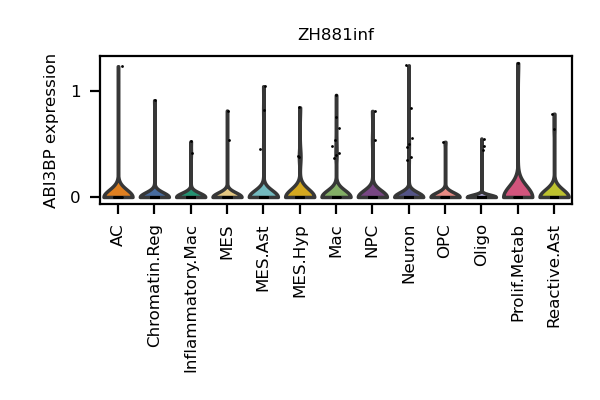 ZH881inf
ABI3BP expression
1
0
AC
Chromatin.Reg
Inflammatory.Mac
MES
MES.Ast
MES.Hyp
Mac
NPC
Neuron
OPC
Oligo
Prolif.Metab
Reactive.Ast